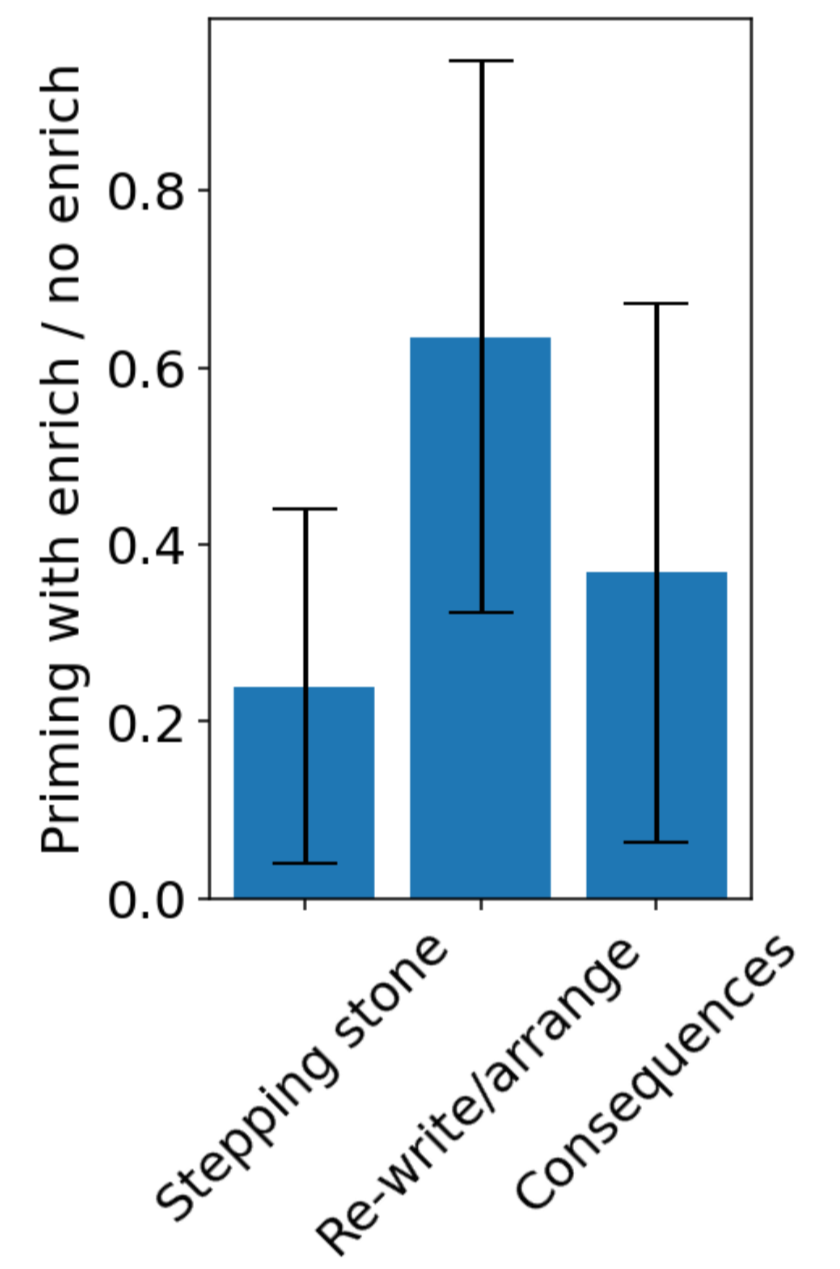 Priming with enrich / no enrich
0.8
0.6
0.4
0.2
0.0
Stepping stone
Re-write/arrange
Consequences